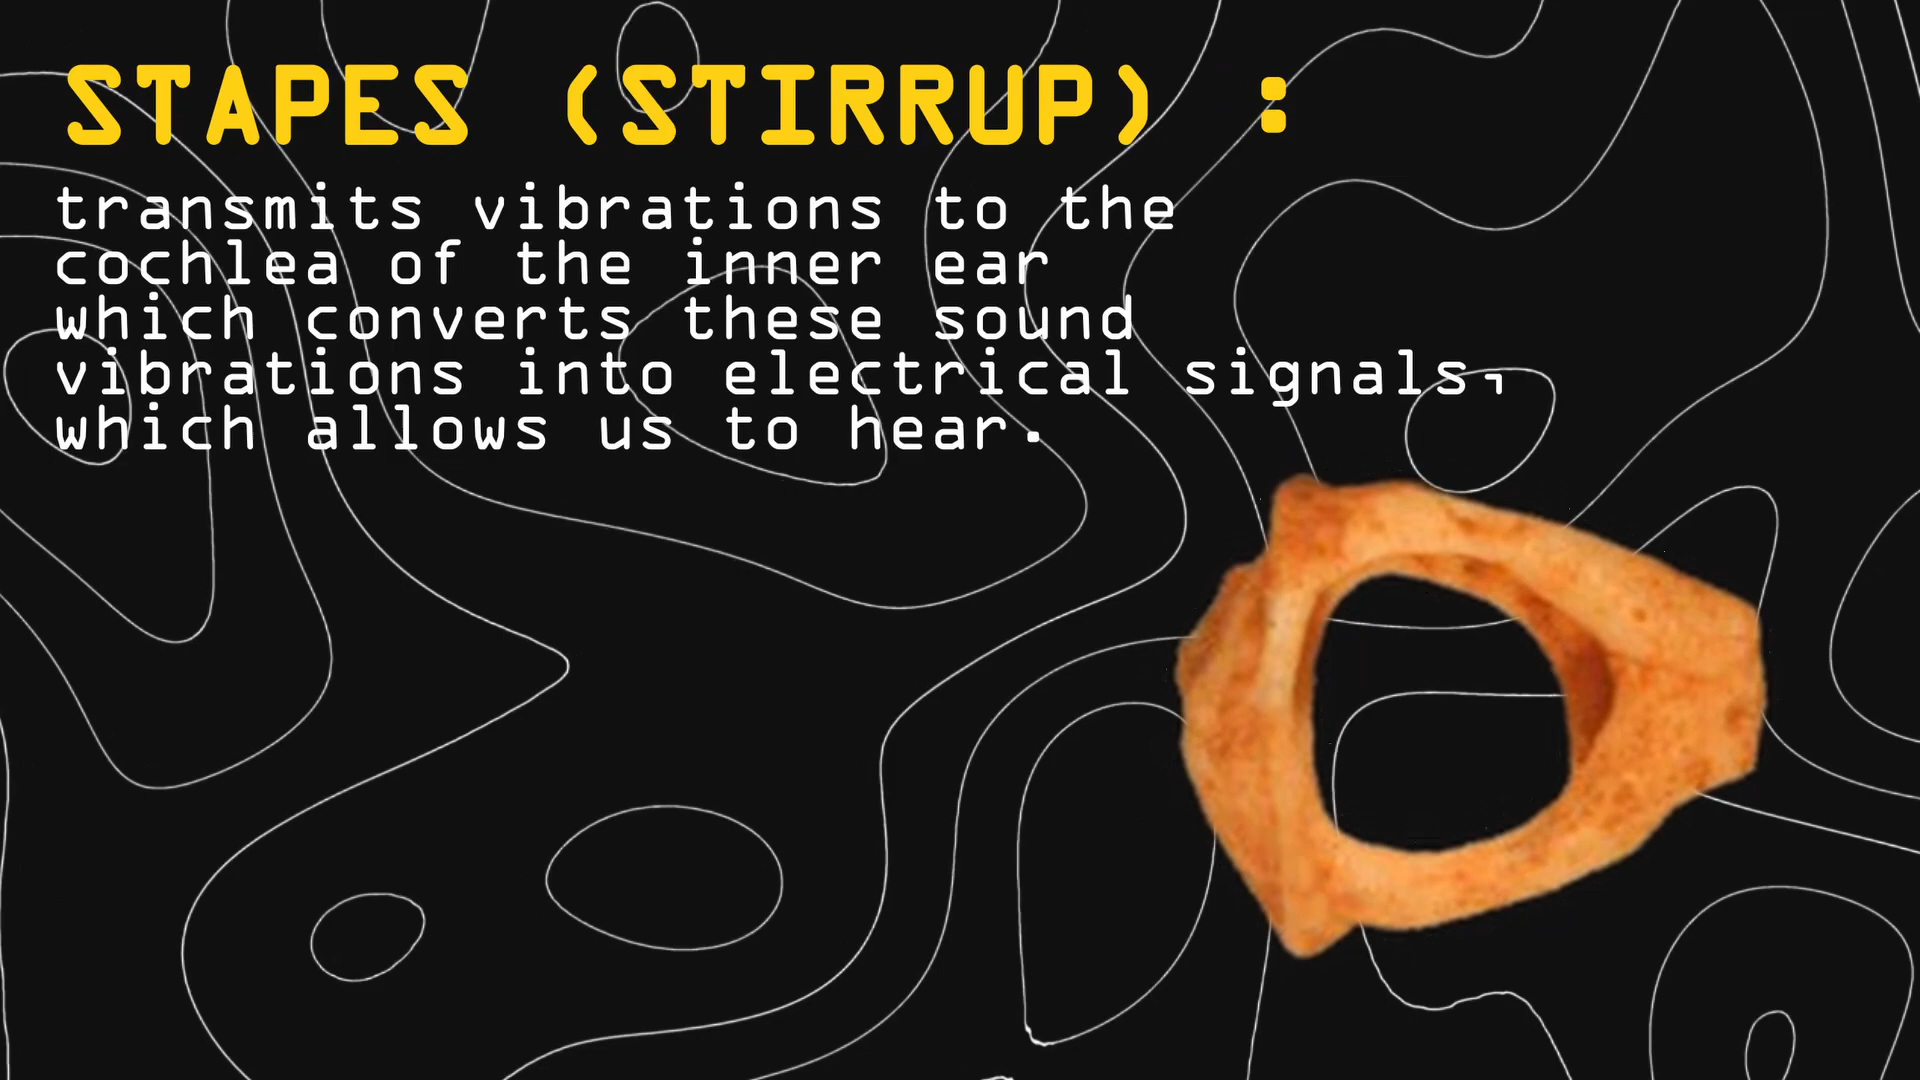 STAPES (STIRRUP) :
transmits vibrations to the
cochlea of the inner ear
which converts these sound
vibrations into electrical signals,
which allows us to hear.